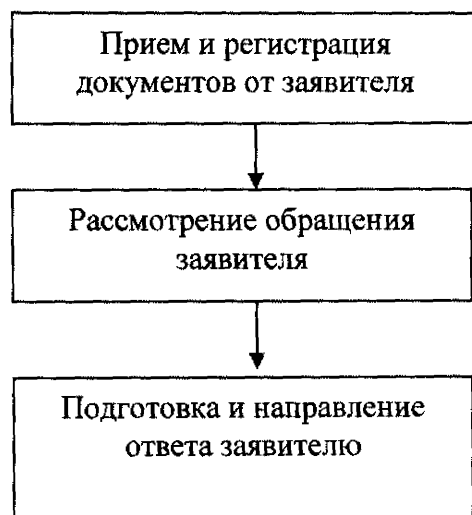 Прием и регистрация
документов от заявителя
Рассмотрение обращения
заявителя
Подготовка и направление
ответа заявителю